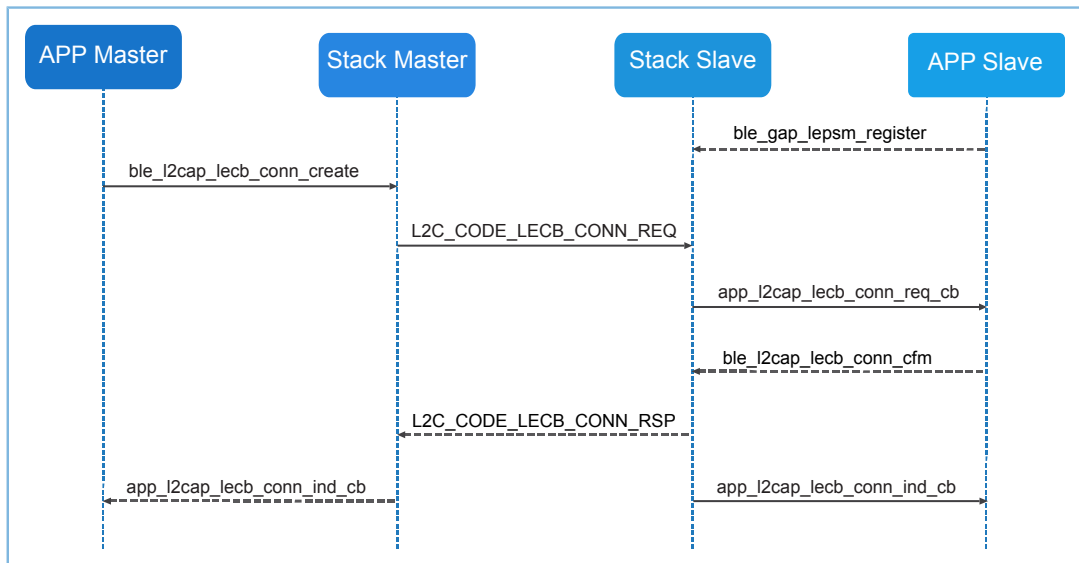 APP Master
Stack Master
Stack Slave
APP Slave
ble_gap_lepsm_register
ble_l2cap_lecb_conn_create
L2C_CODE_LECB_CONN_REQ
app_l2cap_lecb_conn_req_cb
ble_l2cap_lecb_conn_cfm
L2C_CODE_LECB_CONN_RSP
app_l2cap_lecb_conn_ind_cb
app_l2cap_lecb_conn_ind_cb